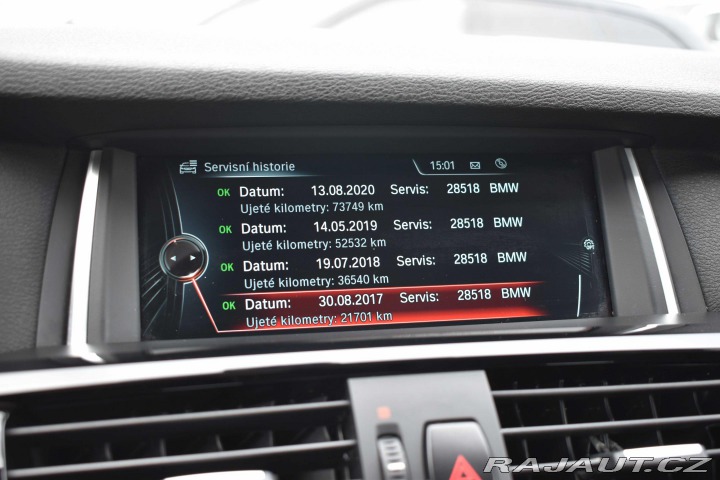 Servisní historie 15:01
OK Datum: 13.08.2020 Servis: 28518 BMW
Ujeté kilometry: 73749 km
OK Datum: 14.05.2019 Servis: 28518 BMW
Ujeté kilometry: 52532 km
OK Datum: 19.07.2018 Servis: 28518 BMW
Ujeté kilometry: 36540 km
OK Datum: 30.08.2017 Servis: 28518 BMW
Ujeté kilometry: 21701 km
RAJAUT.CZ